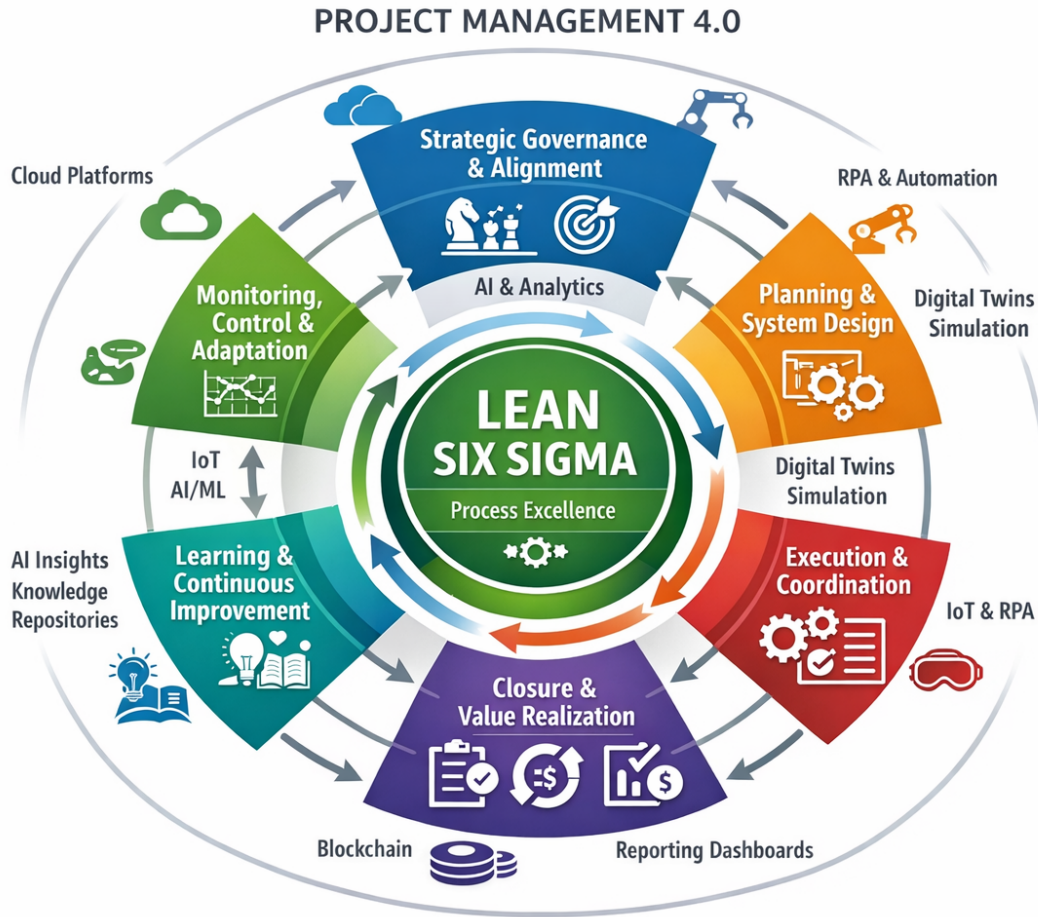 PROJECT MANAGEMENT 4.0
Strategic Governance
& Alignment
AI & Analytics
Cloud Platforms
RPA & Automation
Monitoring,
Control &
Adaptation
Planning &
System Design
Digital Twins
Simulation
LEAN
SIX SIGMA
Process Excellence
IoT
AI/ML
Digital Twins
Simulation
AI Insights
Knowledge
Repositories
Learning &
Continuous
Improvement
Execution &
Coordination
IoT & RPA
Closure &
Value Realization
$
$
Blockchain
Reporting Dashboards